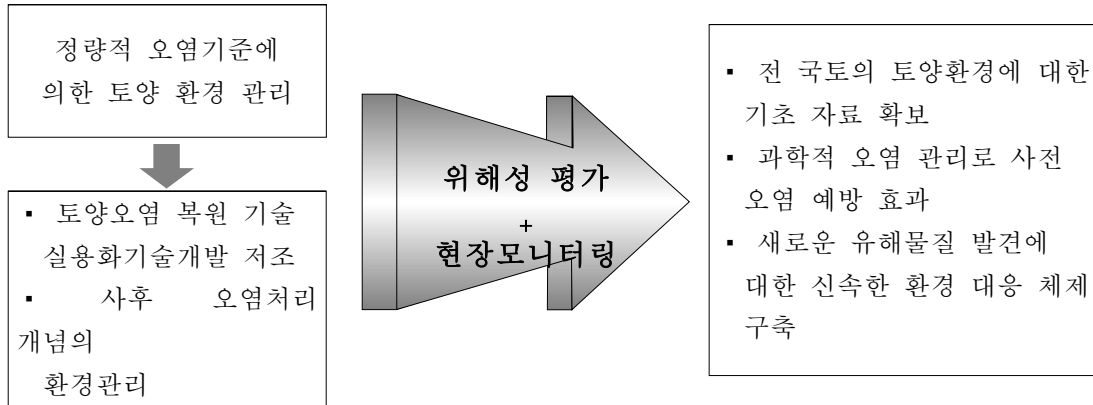 정량적 오염기준에
의한 토양 환경 관리
▪ 토양오염 복원 기술
실용화기술개발 저조
▪ 사후 오염처리
개념의
환경관리
위해성 평가
+
현장모니터링
▪ 전 국토의 토양환경에 대한
기초 자료 확보
▪ 과학적 오염 관리로 사전
오염 예방 효과
▪ 새로운 유해물질 발견에
대한 신속한 환경 대응 체제
구축